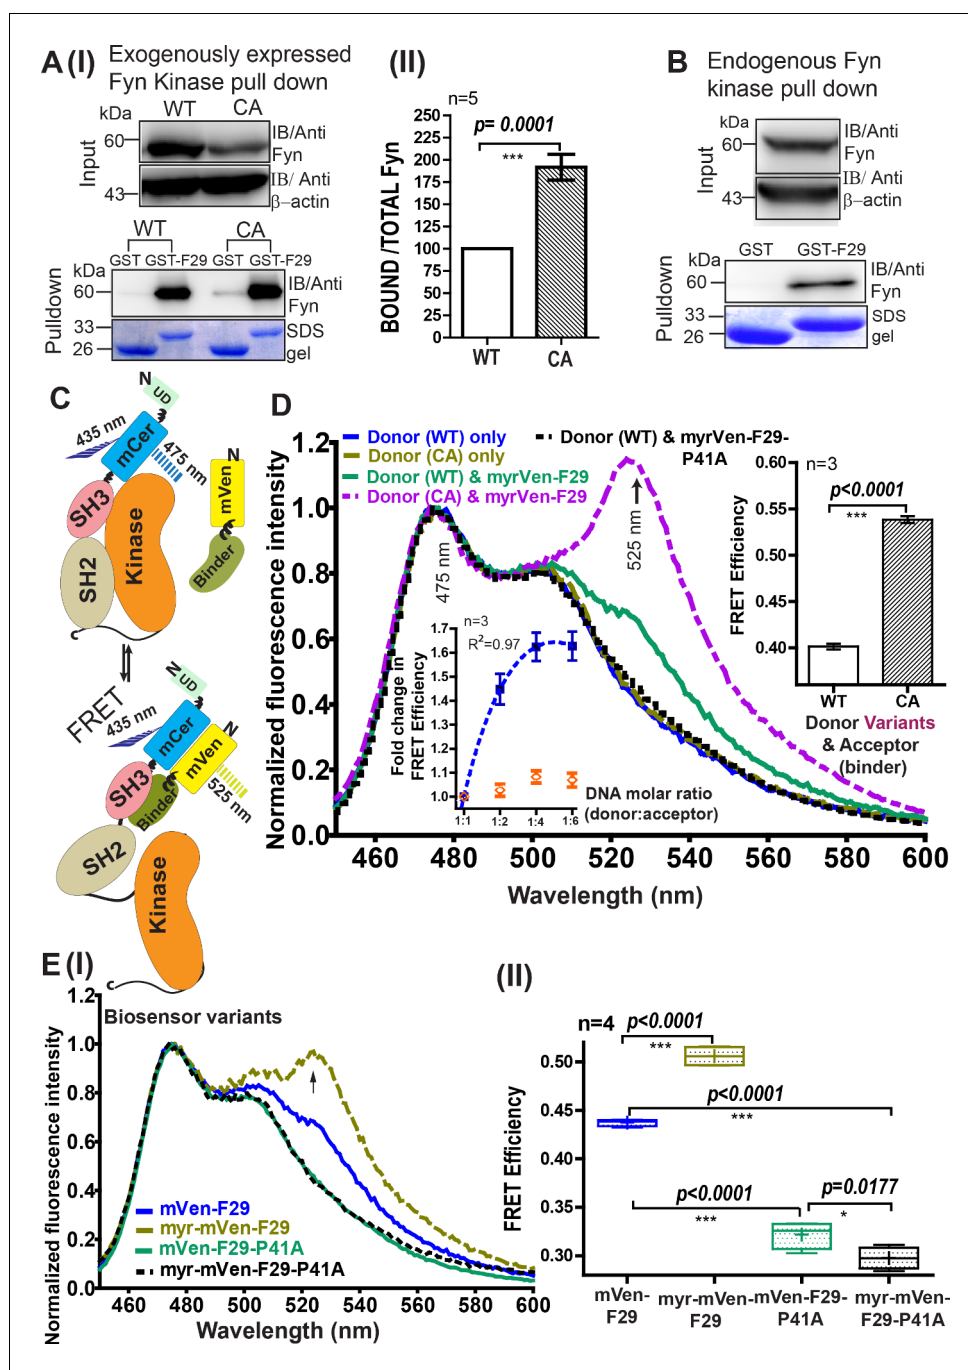 A (I) Exogenously expressed
Fyn Kinase pull down
kDa WT CA
60
IB/Anti
Fyn
Input
43
IB/ Anti
β–actin
WT CA
GST GST-F29 GST GST-F29
kDa
60
IB/Anti
Fyn
Pulldown
33
26
SDS
gel
(II)
n=5
p= 0.0001
***
BOUND /TOTAL Fyn
250
225
200
175
150
125
100
75
50
25
0
WT CA
B Endogenous Fyn
kinase pull down
kDa
60
IB/Anti
Fyn
Input
43
IB/ Anti
β–actin
GST GST-F29
kDa
60
IB/Anti
Fyn
Pulldown
33
26
SDS
gel
C
N
UD
435 nm
mCer
475 nm
N
mVen
Binder
SH3
SH2
Kinase
c
FRET
N
UD
435 nm
mCer
N
mVen
525 nm
SH3
Binder
SH2
Kinase
c
D
Donor (WT) only
Donor (CA) only
Donor (WT) & myrVen-F29
Donor (CA) & myrVen-F29
Donor (WT) & myrVen-F29-
P41A
Normalized fluorescence intensity
1.2
1.0
0.8
0.6
0.4
0.2
0.0
475 nm
525 nm
460 480 500 520 540 560 580 600
Wavelength (nm)
n=3
R²=0.97
Fold change in
FRET Efficiency
1.7
1.6
1.5
1.4
1.3
1.2
1.1
1.0
1:1 1:2 1:4 1:6
DNA molar ratio
(donor:acceptor)
n=3
p<0.0001
***
FRET Efficiency
0.60
0.55
0.50
0.45
0.40
WT CA
Donor Variants
& Acceptor
(binder)
E (I)
Biosensor variants
Normalized fluorescence intensity
1.2
1.0
0.8
0.6
0.4
0.2
0.0
mVen-F29
myr-mVen-F29
mVen-F29-P41A
myr-mVen-F29-P41A
460 480 500 520 540 560 580 600
Wavelength (nm)
(II)
n=4
p<0.0001
***
p<0.0001
***
p<0.0001
***
p=0.0177
*
FRET Efficiency
0.50
0.45
0.40
0.35
0.30
mVen-
F29
myr-mVen-
F29
mVen-F29-
P41A
myr-mVen-
F29-P41A